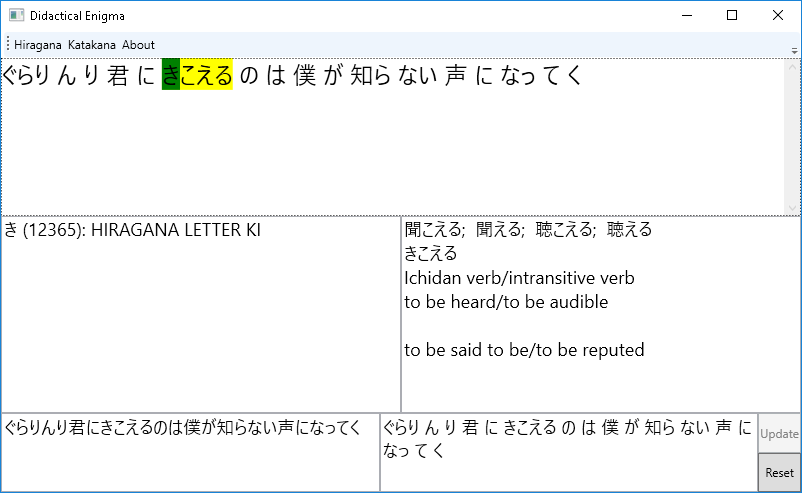 Didactical Enigma
Hiragana Katakana About
ぐらり ん り 君 に きこえる の は 僕 が 知ら ない 声 に なっ て く
き (12365): HIRAGANA LETTER KI
聞こえる; 聞える; 聴こえる; 聴える
きこえる
Ichidan verb/intransitive verb
to be heard/to be audible
to be said to be/to be reputed
ぐらりんり君にきこえるのは僕が知らない声になってく
ぐらり ん り 君 に きこえる の は 僕 が 知ら ない 声 に
なっ て く
Update
Reset